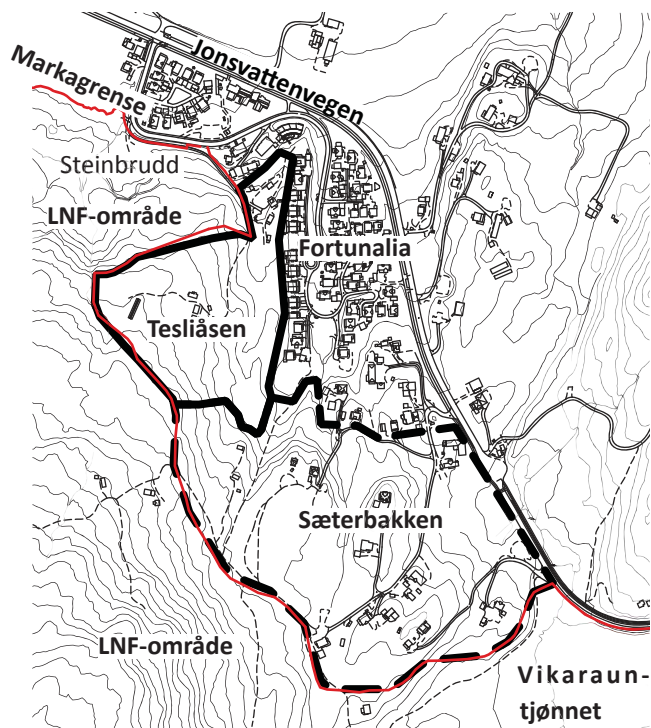 Jonsvattenvegen
Markagrense
Steinbrudd
LNF-område
Fortunalia
Tesliåsen
Sæterbakken
LNF-område
Vikaraun-
tjønnet